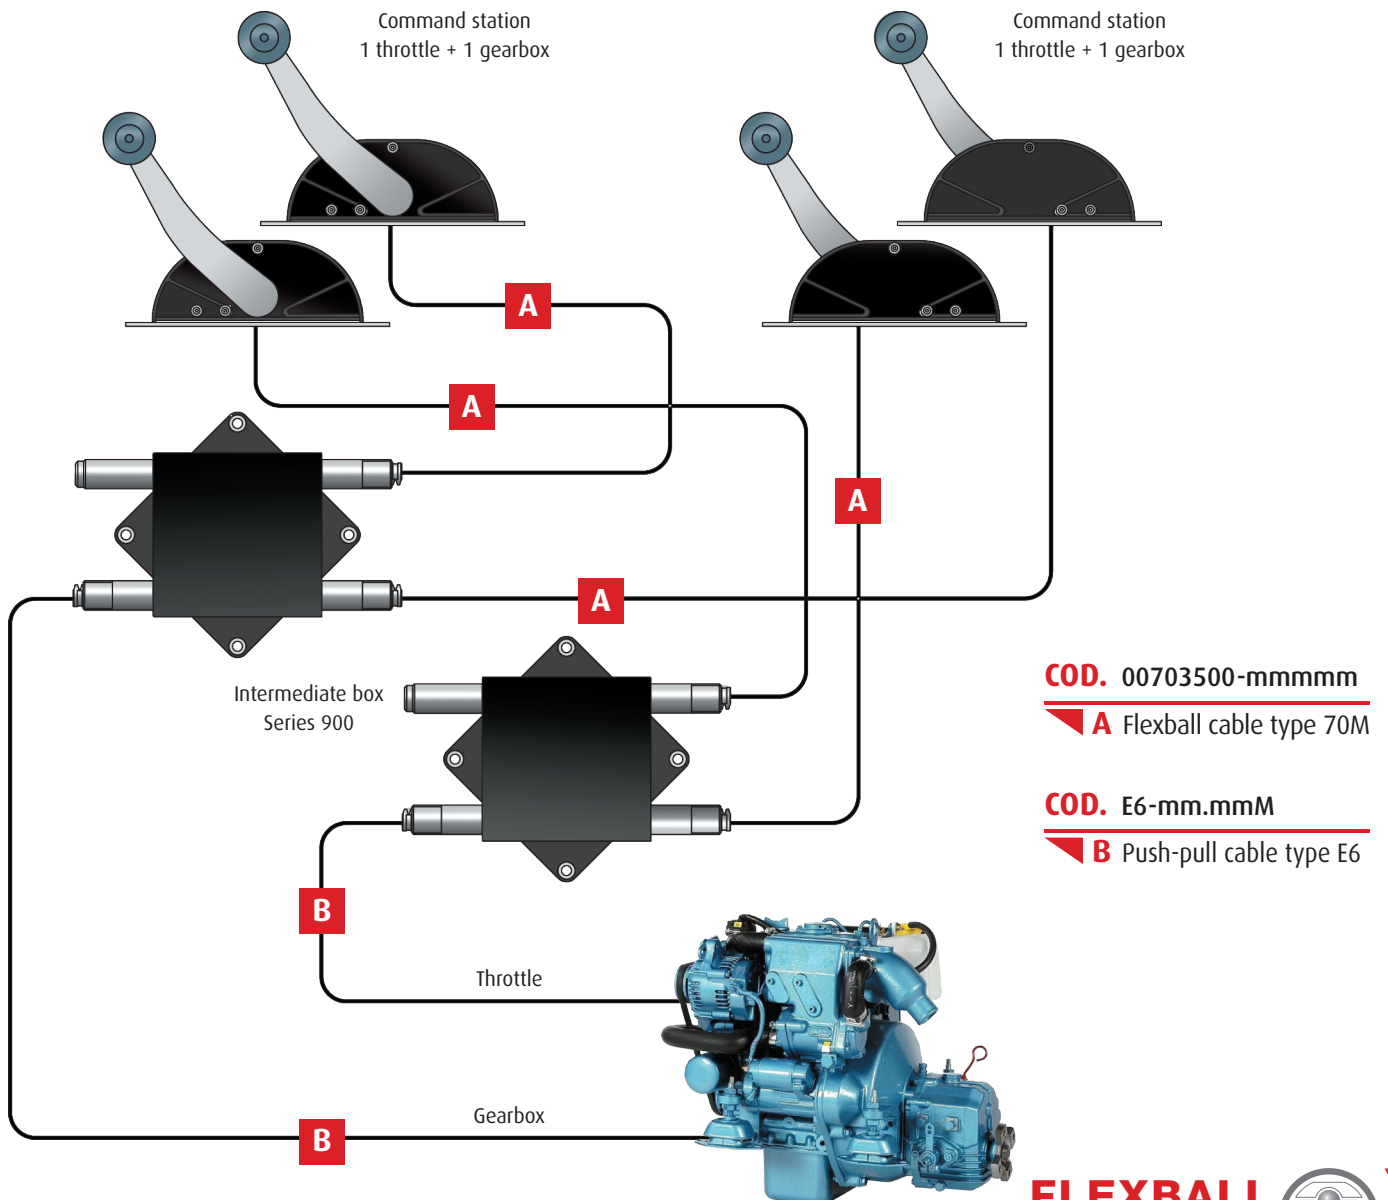 Command station
1 throttle + 1 gearbox
Command station
1 throttle + 1 gearbox
A
A
A
A
Intermediate box
Series 900
COD. 00703500-mmmmm
A Flexball cable type 70M
COD. E6-mm.mmM
B Push-pull cable type E6
B
Throttle
Gearbox
B
FLEXBALL